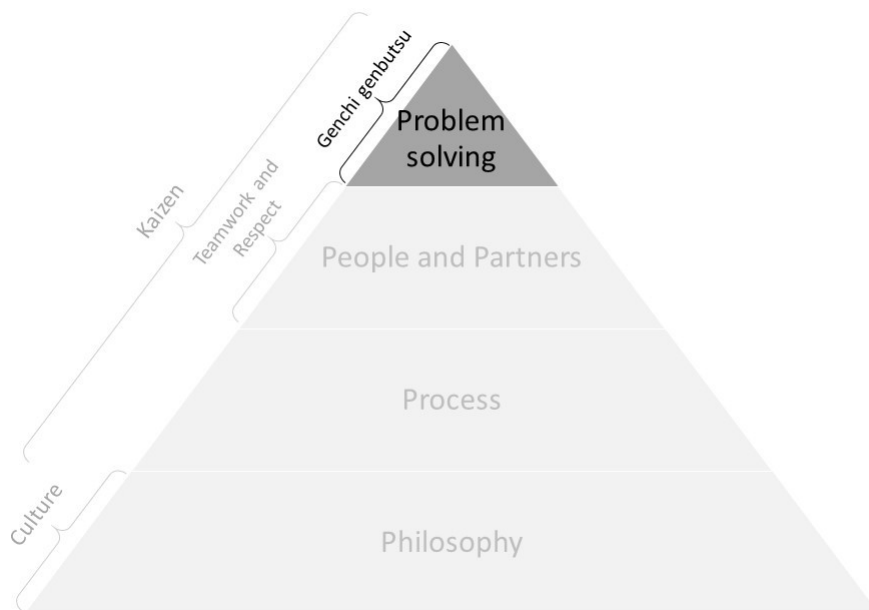 Genchi genbutsu
Problem
solving
Kaizen
Teamwork and
Respect
People and Partners
Process
Culture
Philosophy